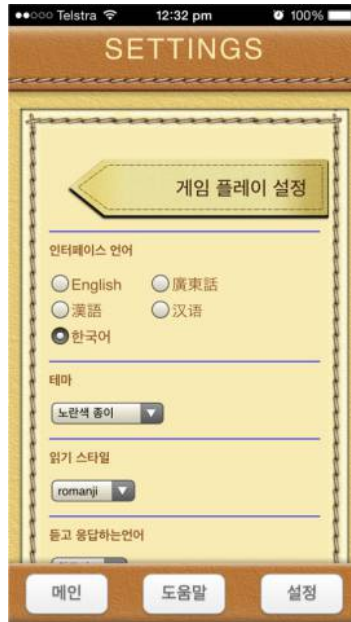 Telstra 12:32 pm 100%
SETTINGS
게임 플레이 설정
인터페이스 언어
English 廣東話
漢語 汉语
한국어
테마
노란색 종이
읽기 스타일
romanji
듣고 응답하는언어
메인 도움말 설정